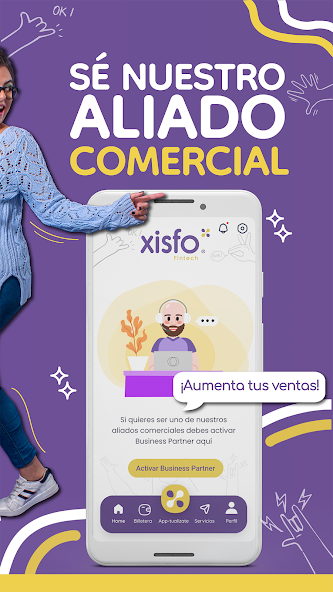 OK !
SÉ NUESTRO
ALIADO
COMERCIAL
xisfo
Fintech
¡Aumenta tus ventas!
Si quieres ser uno de nuestros
aliados comerciales debes activar
Business Partner aquí
Activar Business Partner
Home Billetera App-tualízate Servicios Perfil